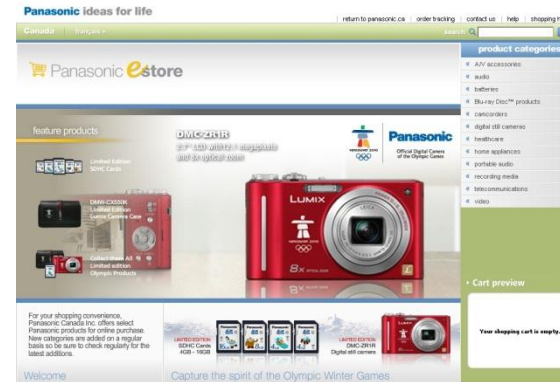 Panasonic ideas for life
return to panasonic.ca | order tracking | contact us | help | shopping
Canada
français
search
Panasonic estore
product categories
A/V accessories
audio
batteries
Blu-ray Disc™ products
camcorders
digital still cameras
healthcare
home appliances
portable audio
recording media
telecommunications
video
feature products
Limited Edition
SDHC Cards
Limited Edition
Collect them All
Limited edition
Olympic Products
DMC-ZR1R
and 8x optical zoom
Panasonic
Official Digital Camera
of the Olympic Games
LUMIX
LEICA
8x
Cart preview
Your shopping cart is empty.
For your shopping convenience,
Panasonic Canada Inc. offers select
Panasonic products for online purchase.
New categories are added on a regular
basis so be sure to check regularly for the
latest additions.
Welcome
LIMITED EDITION
SDHC Cards
4GB - 16GB
LIMITED EDITION
DMC-ZR1R
Digital still camera
Capture the spirit of the Olympic Winter Games